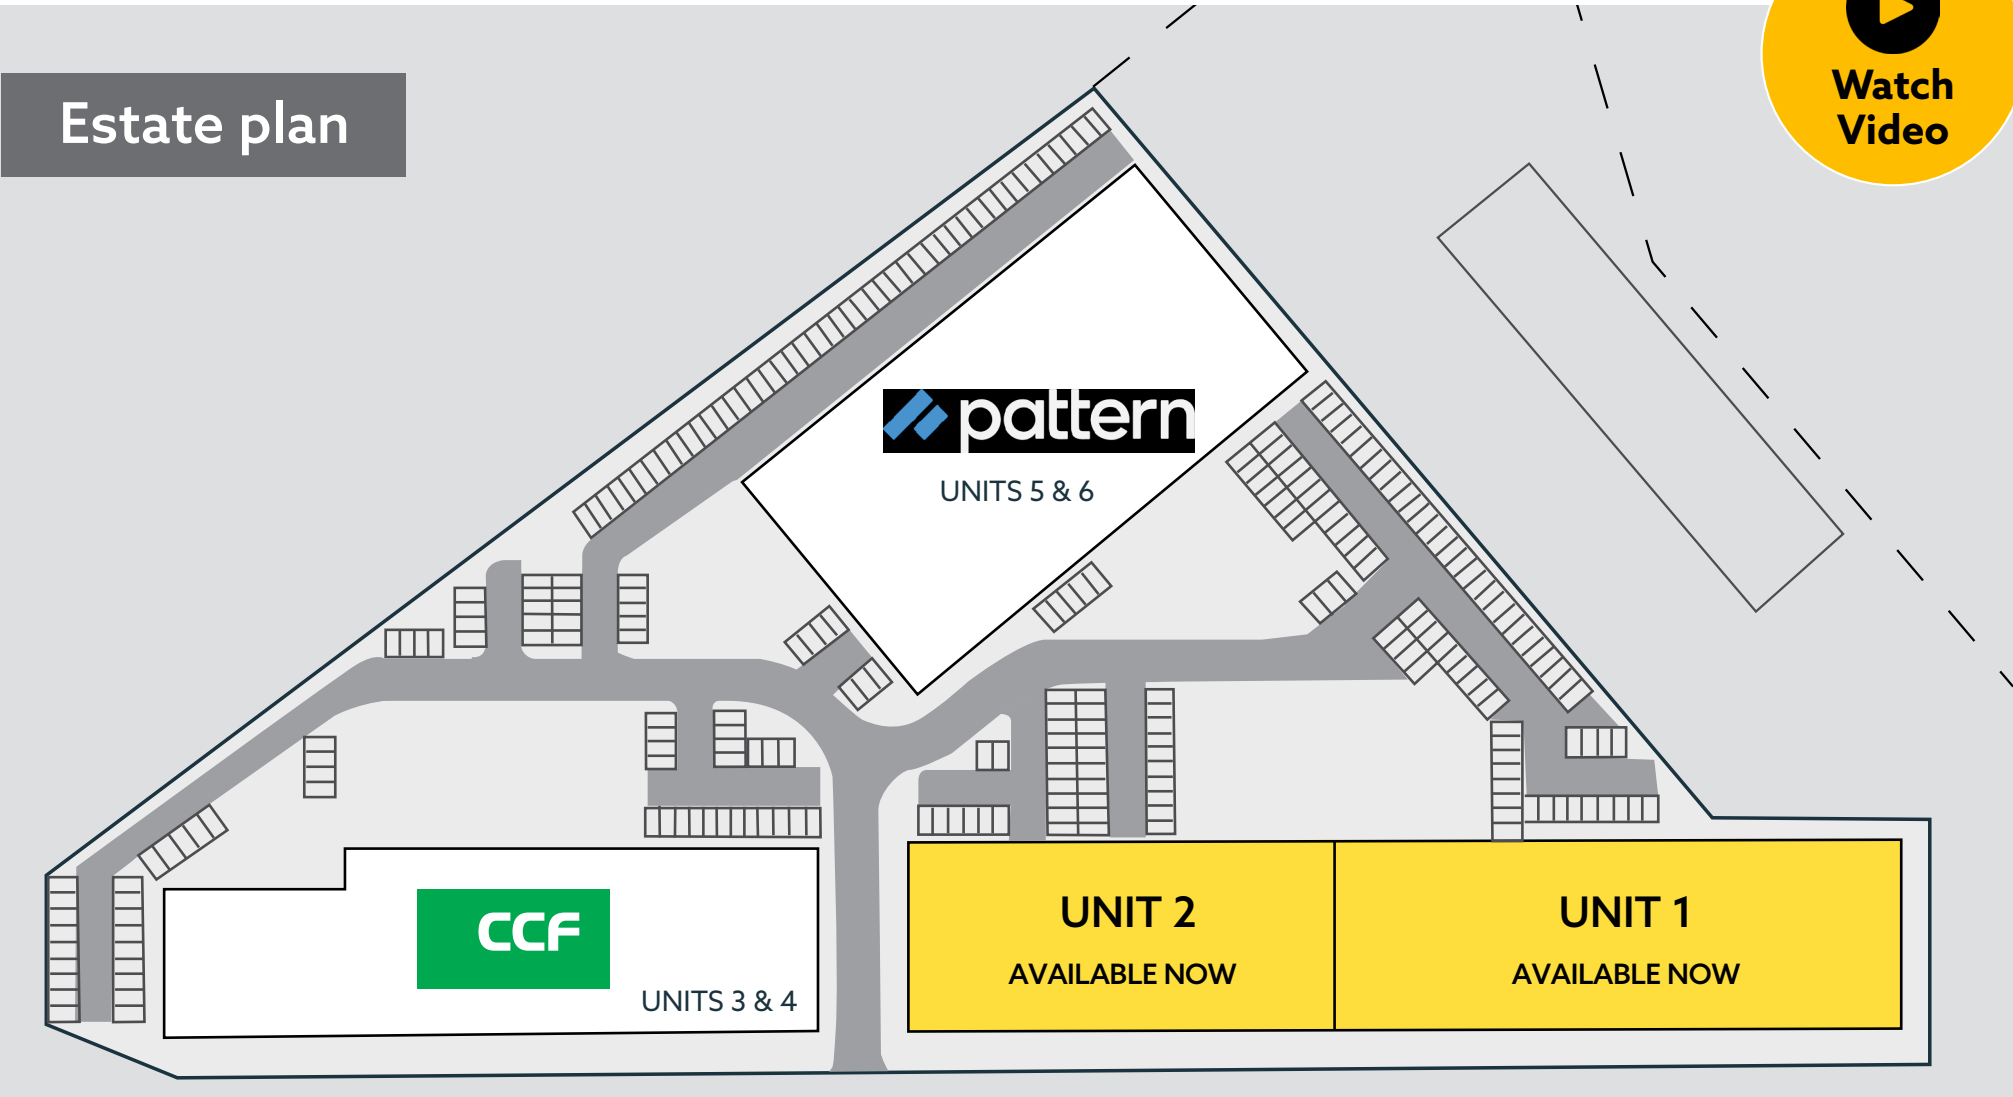 Estate plan
Watch
Video
pattern
UNITS 5 & 6
CCF
UNITS 3 & 4
UNIT 2
AVAILABLE NOW
UNIT 1
AVAILABLE NOW